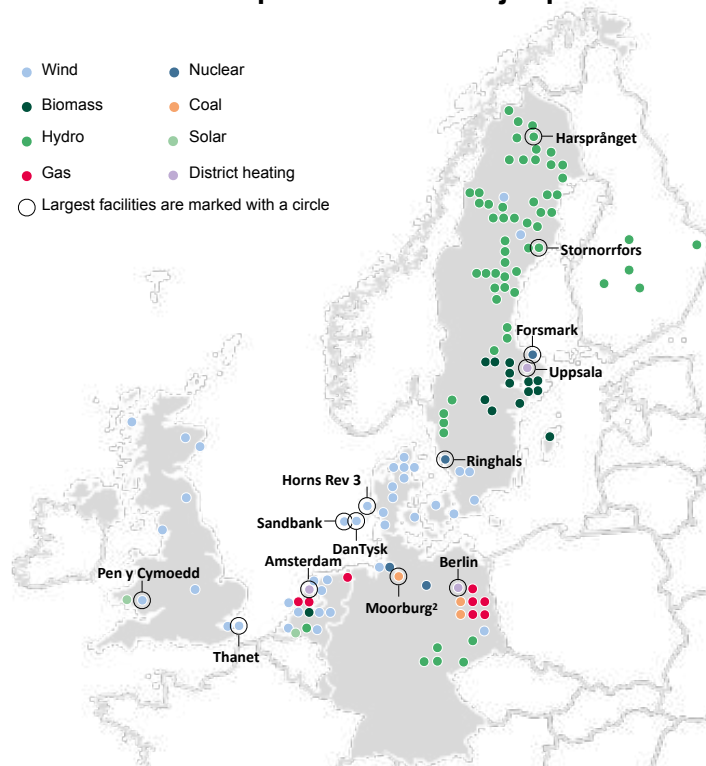 Wind
Nuclear
Biomass
Coal
Hydro
Solar
Gas
District heating
Largest facilities are marked with a circle
Harsprånget
Stornorrfors
Forsmark
Uppsala
Ringhals
Horns Rev 3
Sandbank
DanTysk
Amsterdam
Berlin
Pen y Cymoedd
Moorburg²
Thanet